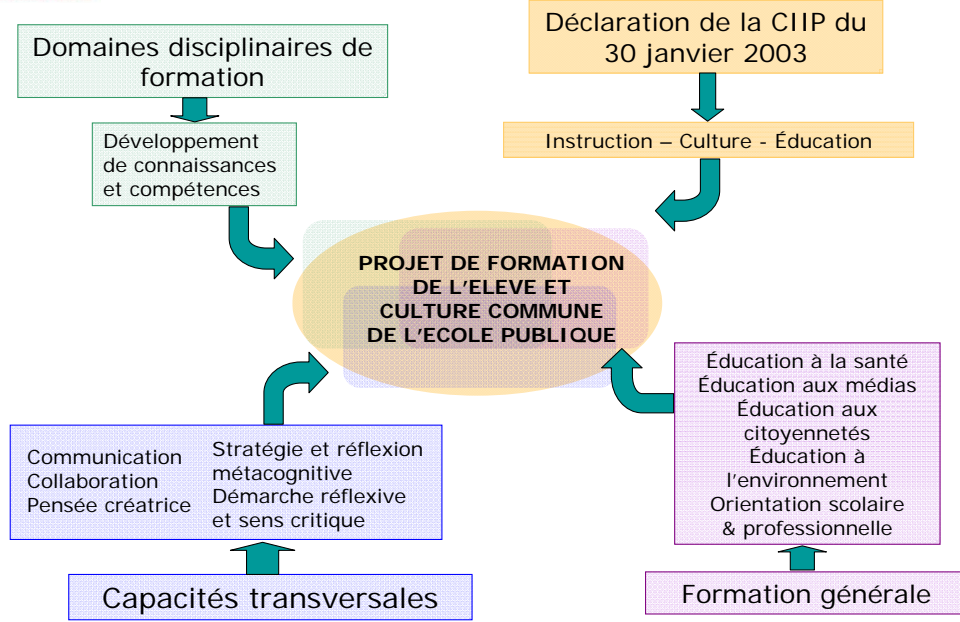 Domaines disciplinaires de
formation
Développement
de connaissances
et compétences
Déclaration de la CIIP du
30 janvier 2003
Instruction – Culture - Éducation
PROJET DE FORMATION
DE L'ELEVE ET
CULTURE COMMUNE
DE L'ECOLE PUBLIQUE
Communication
Collaboration
Pensée créatrice
Stratégie et réflexion
métacognitive
Démarche réflexive
et sens critique
Capacités transversales
Éducation à la santé
Éducation aux médias
Éducation aux
citoyennetés
Éducation à
l'environnement
Orientation scolaire
& professionnelle
Formation générale